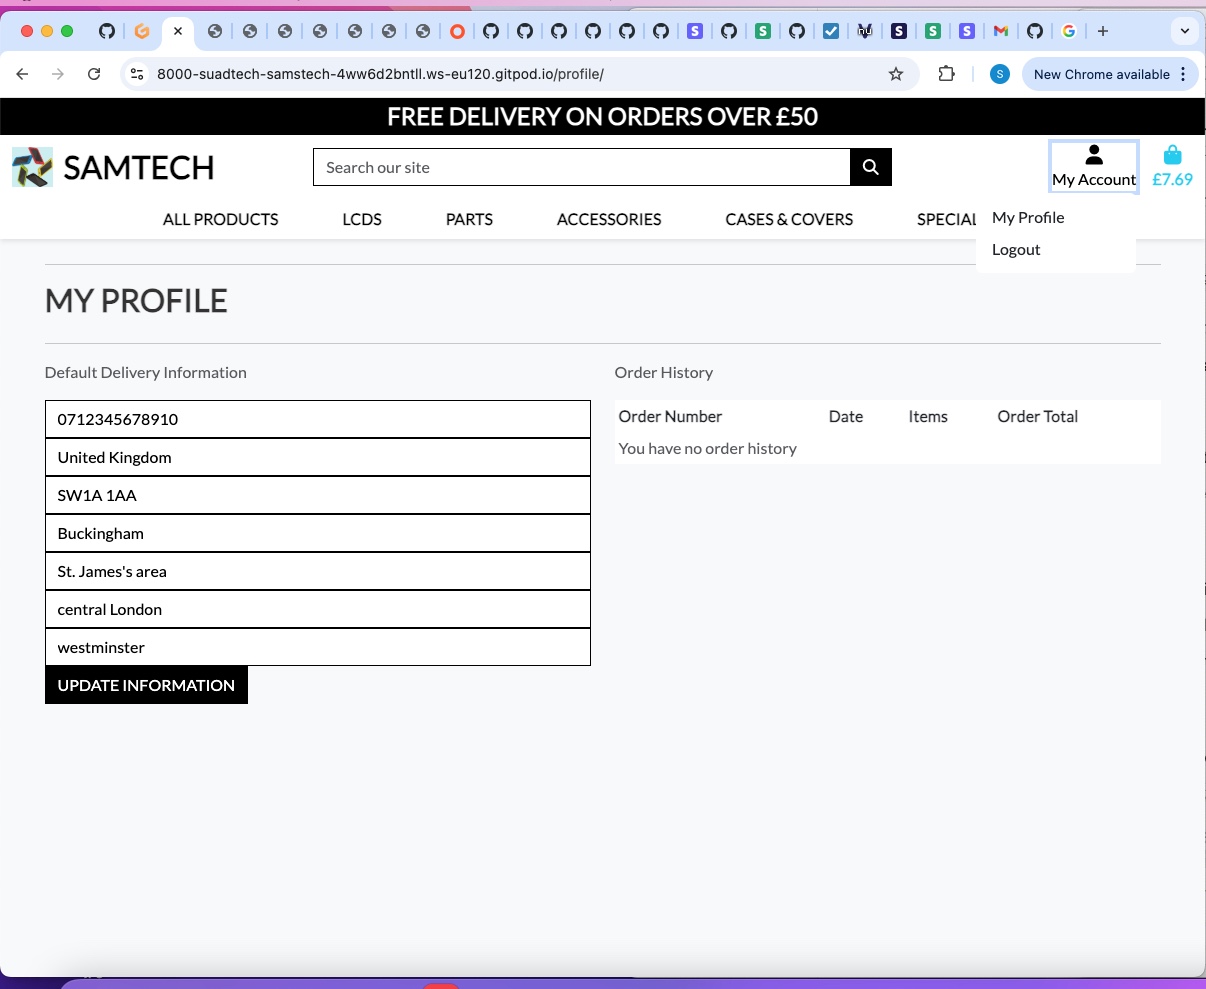 8000-suadtech-samstech-4ww6d2bntll.ws-eu120.gitpod.io/profile/
S
New Chrome available
FREE DELIVERY ON ORDERS OVER £50
SAMTECH
Search our site
My Account
£7.69
ALL PRODUCTS LCDS PARTS ACCESSORIES CASES & COVERS SPECIAL
My Profile
Logout
MY PROFILE
Default Delivery Information
Order History
0712345678910
United Kingdom
SW1A 1AA
Buckingham
St. James's area
central London
westminster
UPDATE INFORMATION
Order Number Date Items Order Total
You have no order history